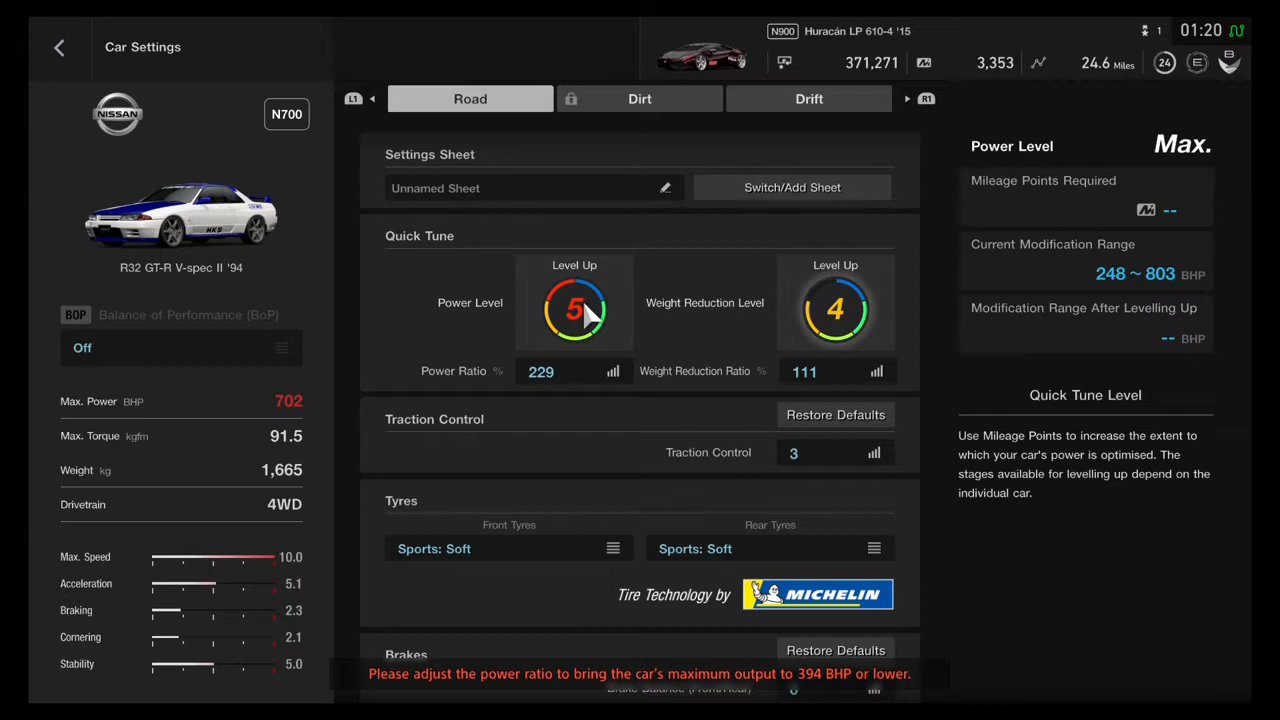 Car Settings
N900 Huracán LP 610-4 '15
1 01:20
371,271 3,353 24.6 Miles 24 E B
NISSAN
N700
R32 GT-R V-spec II '94
BOP Balance of Performance (BoP)
Off
Max. Power BHP 702
Max. Torque kgfm 91.5
Weight kg 1,665
Drivetrain 4WD
Max. Speed 10.0
Acceleration 5.1
Braking 2.3
Cornering 2.1
Stability 5.0
L1 Road Dirt Drift R1
Settings Sheet
Unnamed Sheet Switch/Add Sheet
Quick Tune
Level Up Level Up
Power Level 5 Weight Reduction Level 4
Power Ratio % 229 Weight Reduction Ratio % 111
Traction Control Restore Defaults
Traction Control 3
Tyres
Front Tyres Rear Tyres
Sports: Soft Sports: Soft
Tire Technology by MICHELIN
Brakes Restore Defaults
Please adjust the power ratio to bring the car's maximum output to 394 BHP or lower.
Brake Balance (Front/Rear) 0
Power Level Max.
Mileage Points Required
--
Current Modification Range
248 ~ 803 BHP
Modification Range After Levelling Up
-- BHP
Quick Tune Level
Use Mileage Points to increase the extent to
which your car's power is optimised. The
stages available for levelling up depend on the
individual car.